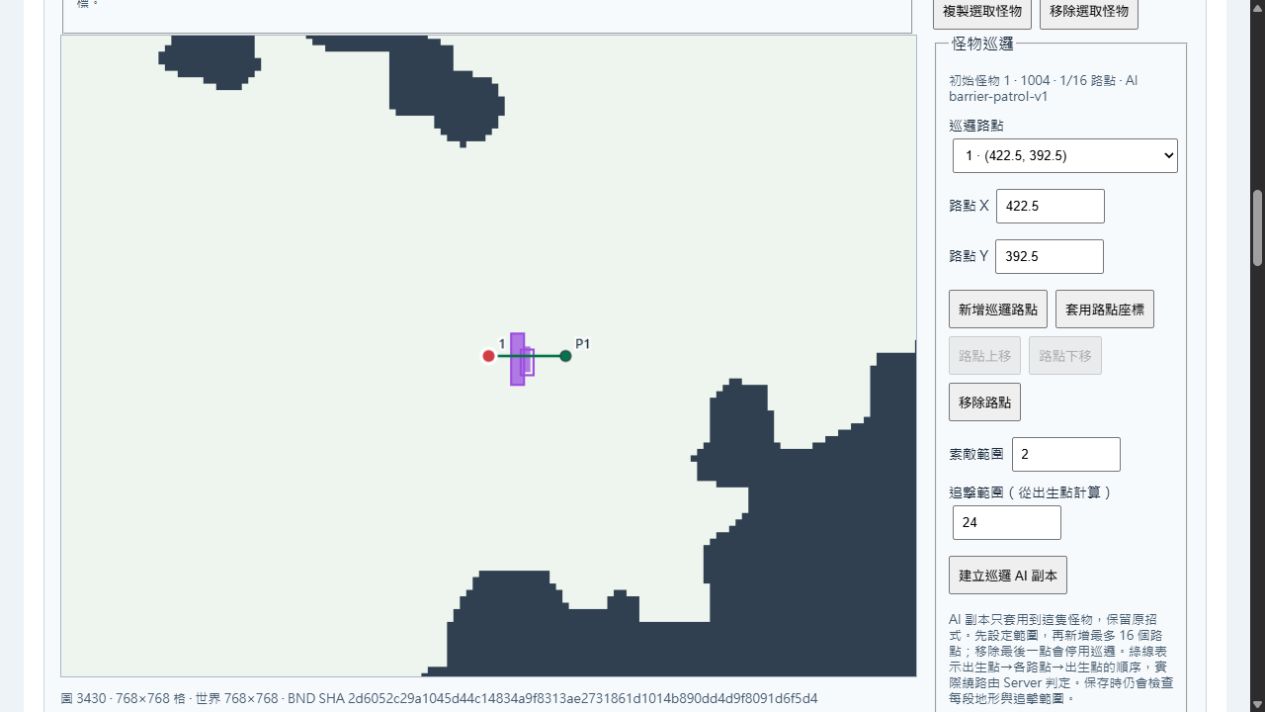 標。
複製選取怪物
移除選取怪物
怪物巡邏
初始怪物 1 · 1004 · 1/16 路點 · AI
barrier-patrol-v1
巡邏路點
1 · (422.5, 392.5)
路點 X
422.5
路點 Y
392.5
新增巡邏路點
套用路點座標
路點上移
路點下移
移除路點
索敵範圍
2
追擊範圍（從出生點計算）
24
建立巡邏 AI 副本
AI 副本只套用到這隻怪物，保留原招
式。先設定範圍，再新增最多 16 個路
點；移除最後一點會停用巡邏。綠線表
示出生點→各路點→出生點的順序，實
際繞路由 Server 判定。保存時仍會檢查
每段地形與追擊範圍。
1
P1
圖 3430 · 768×768 格 · 世界 768×768 · BND SHA 2d6052c29a1045d44c14834a9f8313ae2731861d1014b890dd4d9f8091d6f5d4